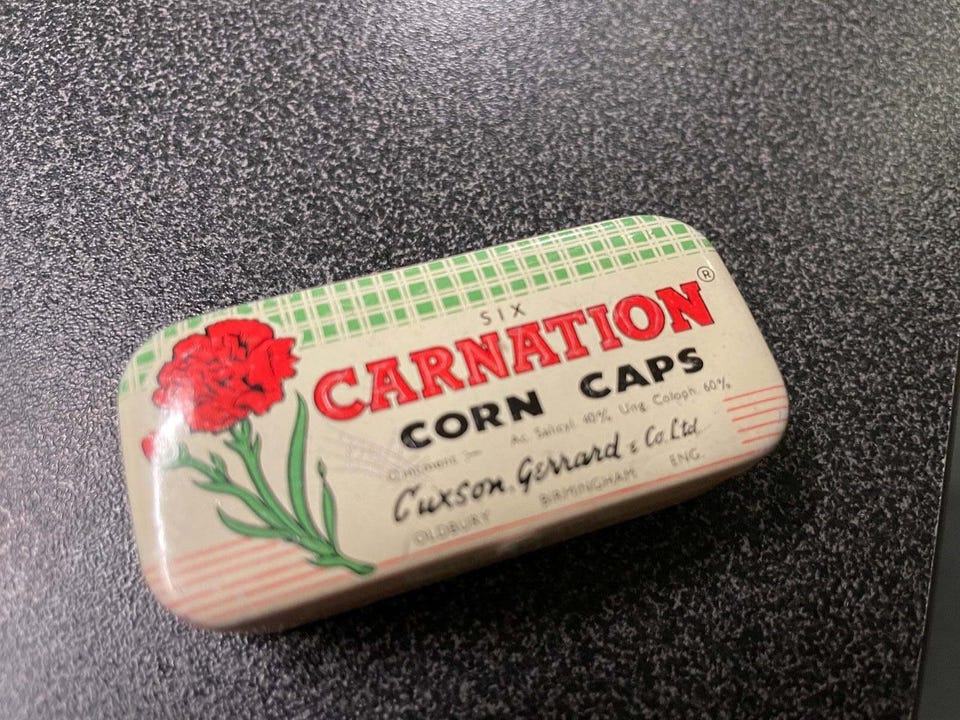 SIX
CARNATION®
CORN CAPS
Ointment :— Ac. Salicyl. 40% Ung. Coloph. 60%
Cuxson, Gerrard & Co. Ltd.
OLDBURY BIRMINGHAM ENG.